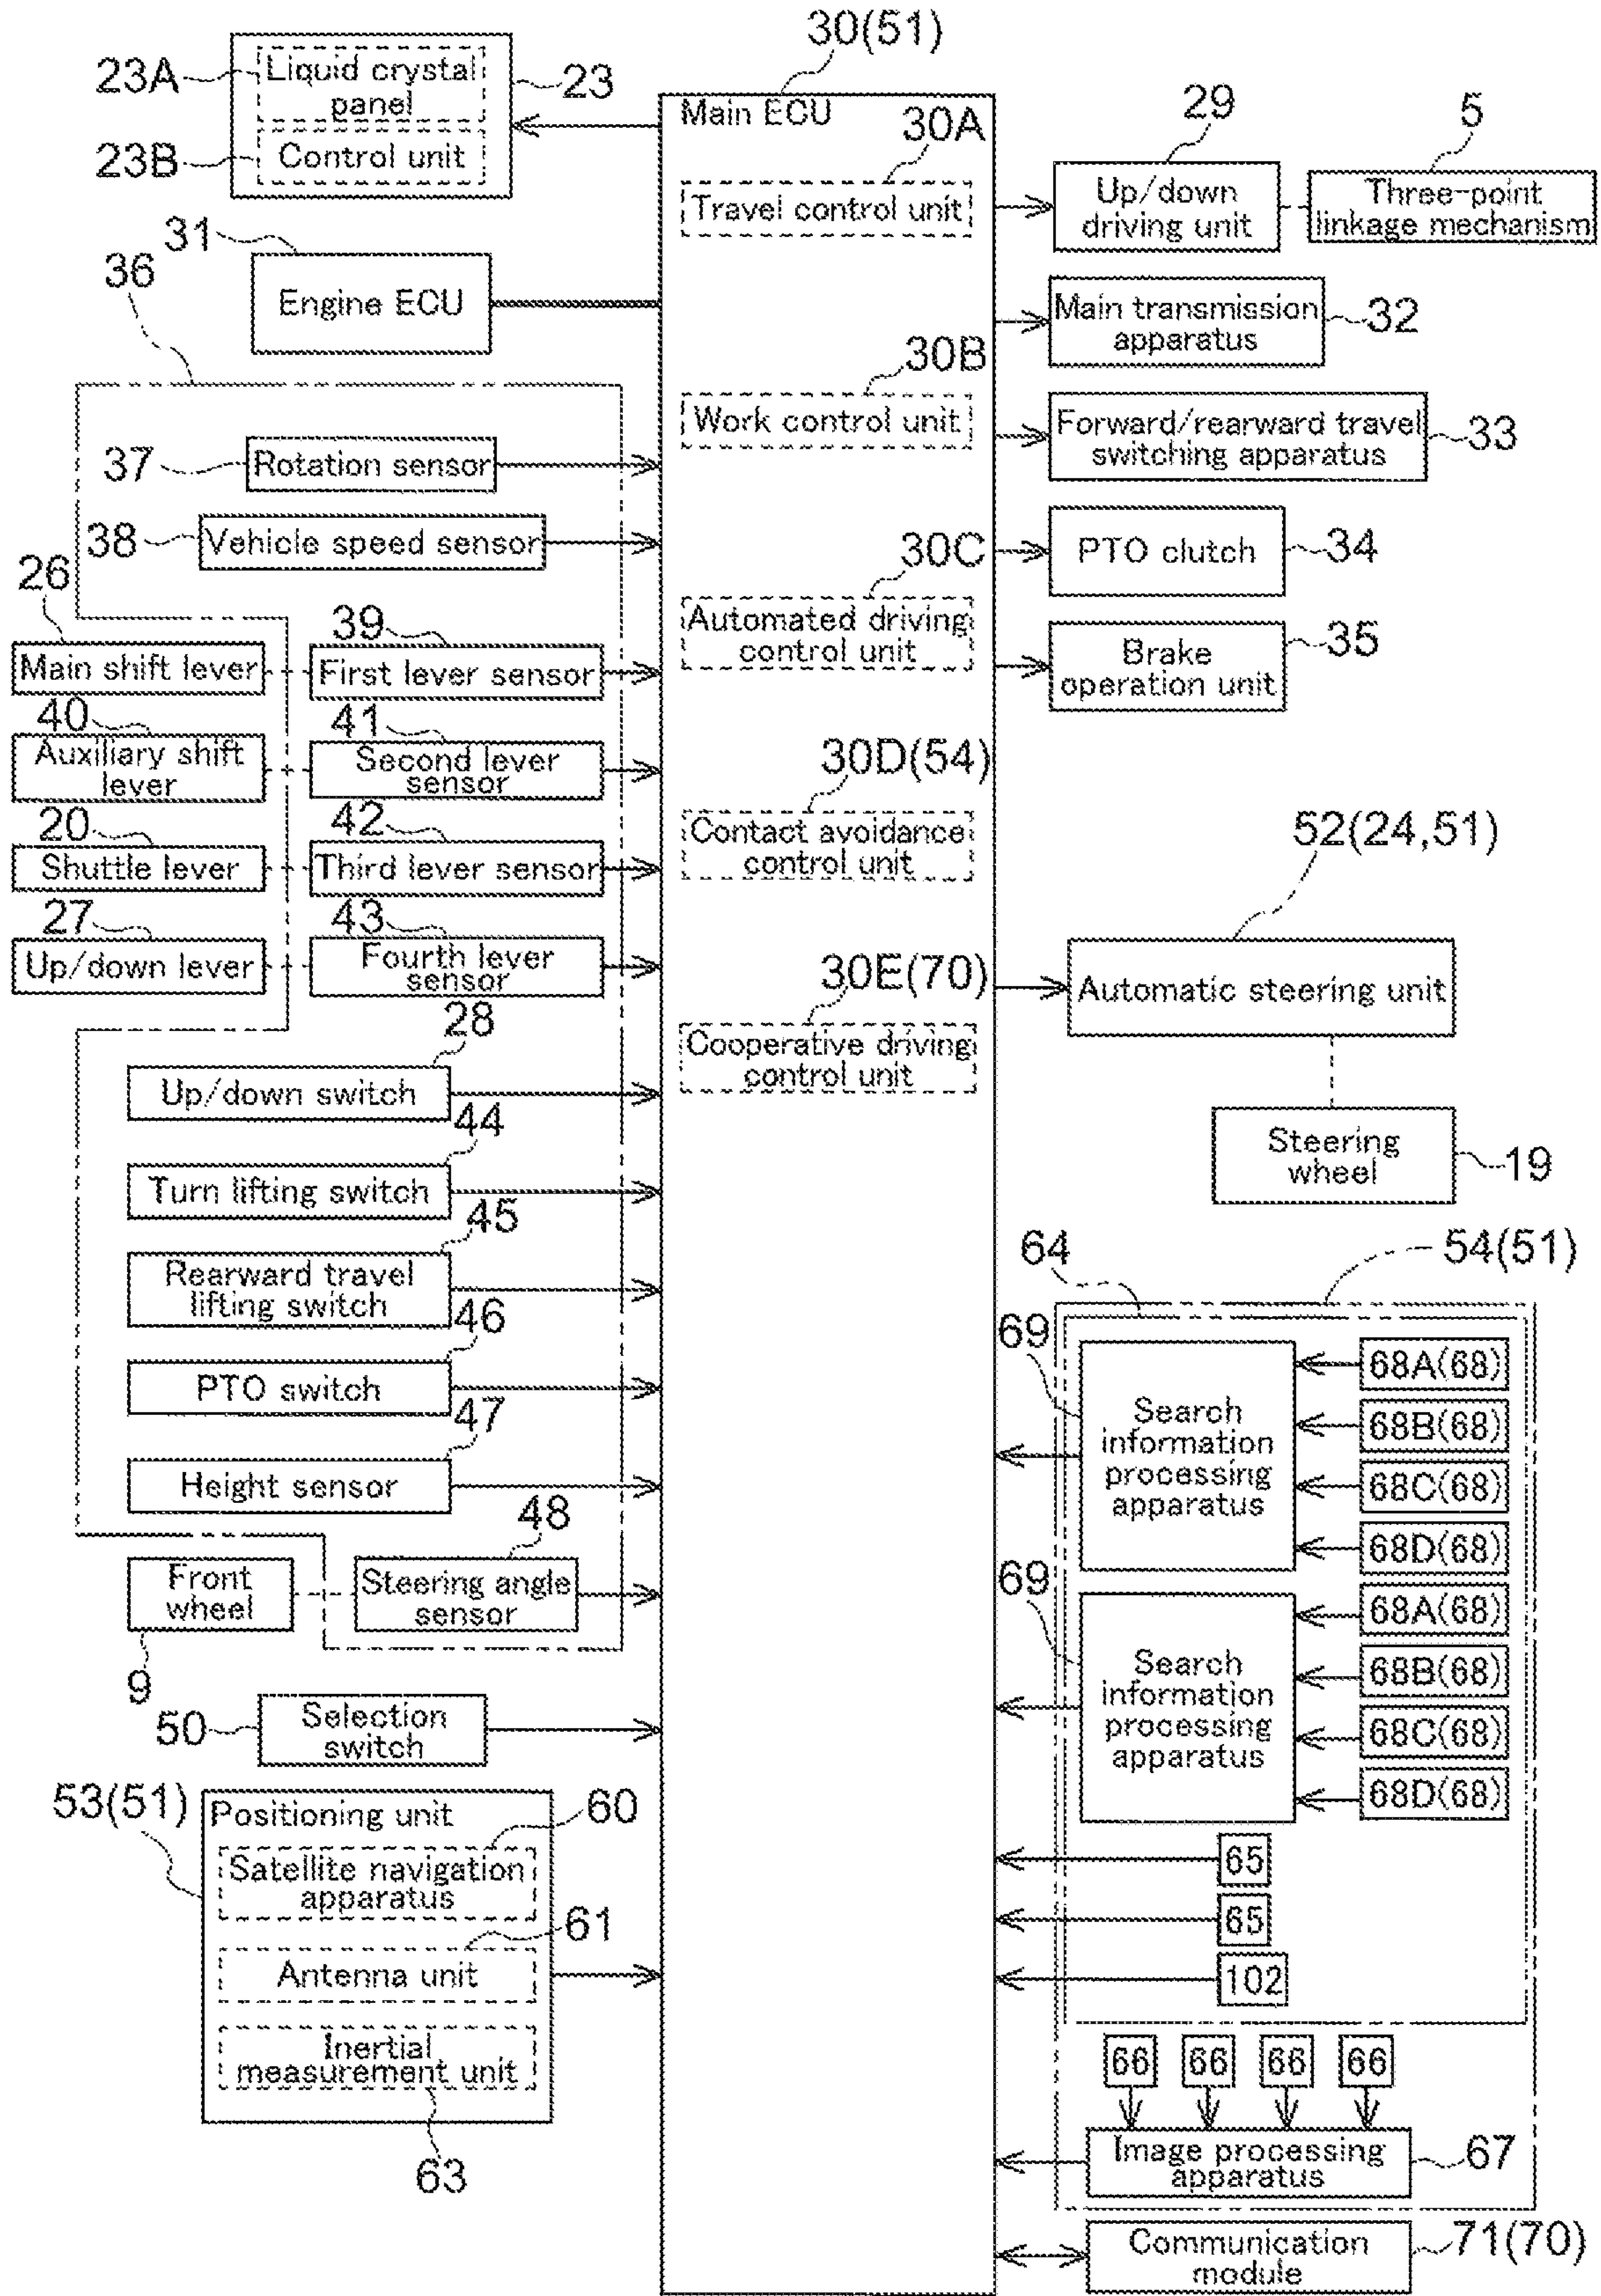 30(51)
23A
Liquid crystal
panel
23
23B
Control unit
Main ECU
30A
Travel control unit
29
Up/down
driving unit
5
Three-point
linkage mechanism
31
Engine ECU
36
Main transmission
apparatus
32
30B
Work control unit
Forward/rearward travel
switching apparatus
33
37
Rotation sensor
38
Vehicle speed sensor
30C
Automated driving
control unit
PTO clutch
34
Brake
operation unit
35
26
Main shift lever
39
First lever sensor
40
Auxiliary shift
lever
41
Second lever
sensor
30D(54)
Contact avoidance
control unit
20
Shuttle lever
42
Third lever sensor
27
Up/down lever
43
Fourth lever
sensor
30E(70)
Cooperative driving
control unit
52(24,51)
Automatic steering unit
Steering
wheel
19
28
Up/down switch
44
Turn lifting switch
45
Rearward travel
lifting switch
46
PTO switch
47
Height sensor
48
Steering angle
sensor
Front
wheel
9
50
Selection
switch
53(51)
Positioning unit
60
Satellite navigation
apparatus
61
Antenna unit
Inertial
measurement unit
63
64
54(51)
69
Search
information
processing
apparatus
68A(68)
68B(68)
68C(68)
68D(68)
69
Search
information
processing
apparatus
68A(68)
68B(68)
68C(68)
68D(68)
65
65
102
66
66
66
66
Image processing
apparatus
67
Communication
module
71(70)